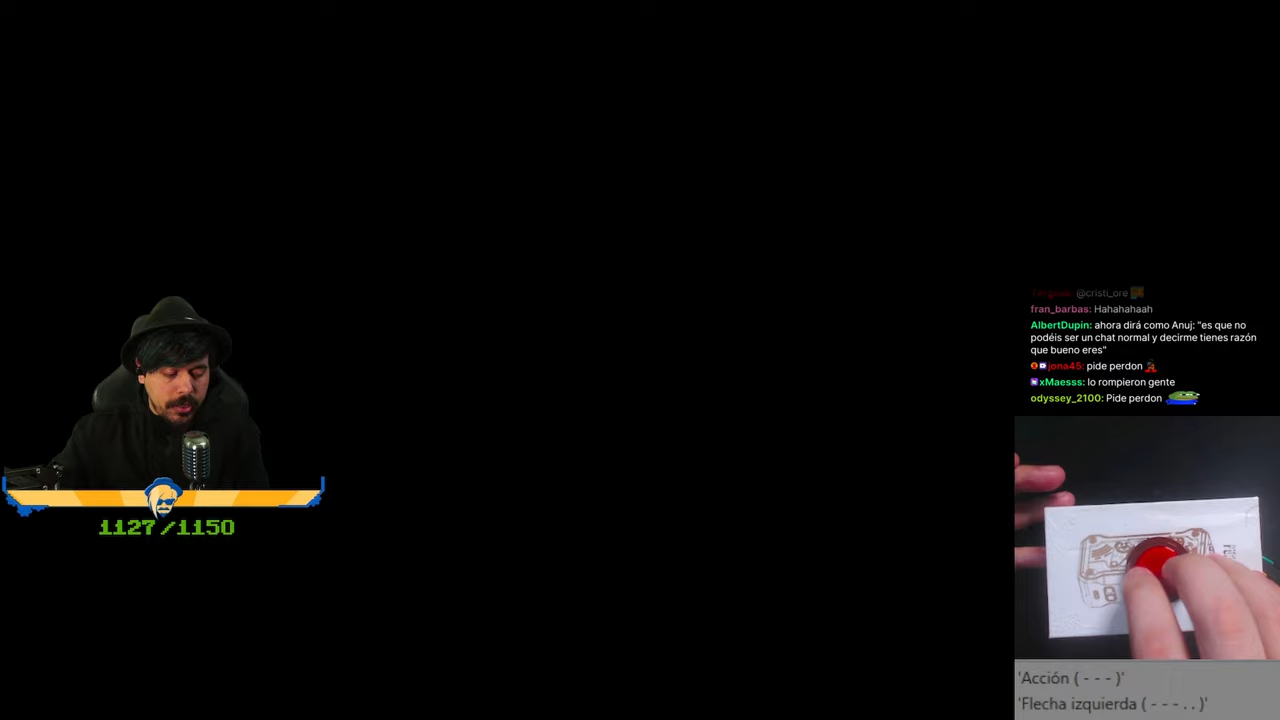 @cristi_ore
fran_barbas: Hahahahaah
AlbertDupin: ahora dirá como Anuj: "es que no
podéis ser un chat normal y decirme tienes razón
que bueno eres"
jona45: pide perdon
xMaesss: lo rompieron gente
odyssey_2100: Pide perdon
1127/1150
'Acción ( - - - )'
'Flecha izquierda ( - - - . . )'